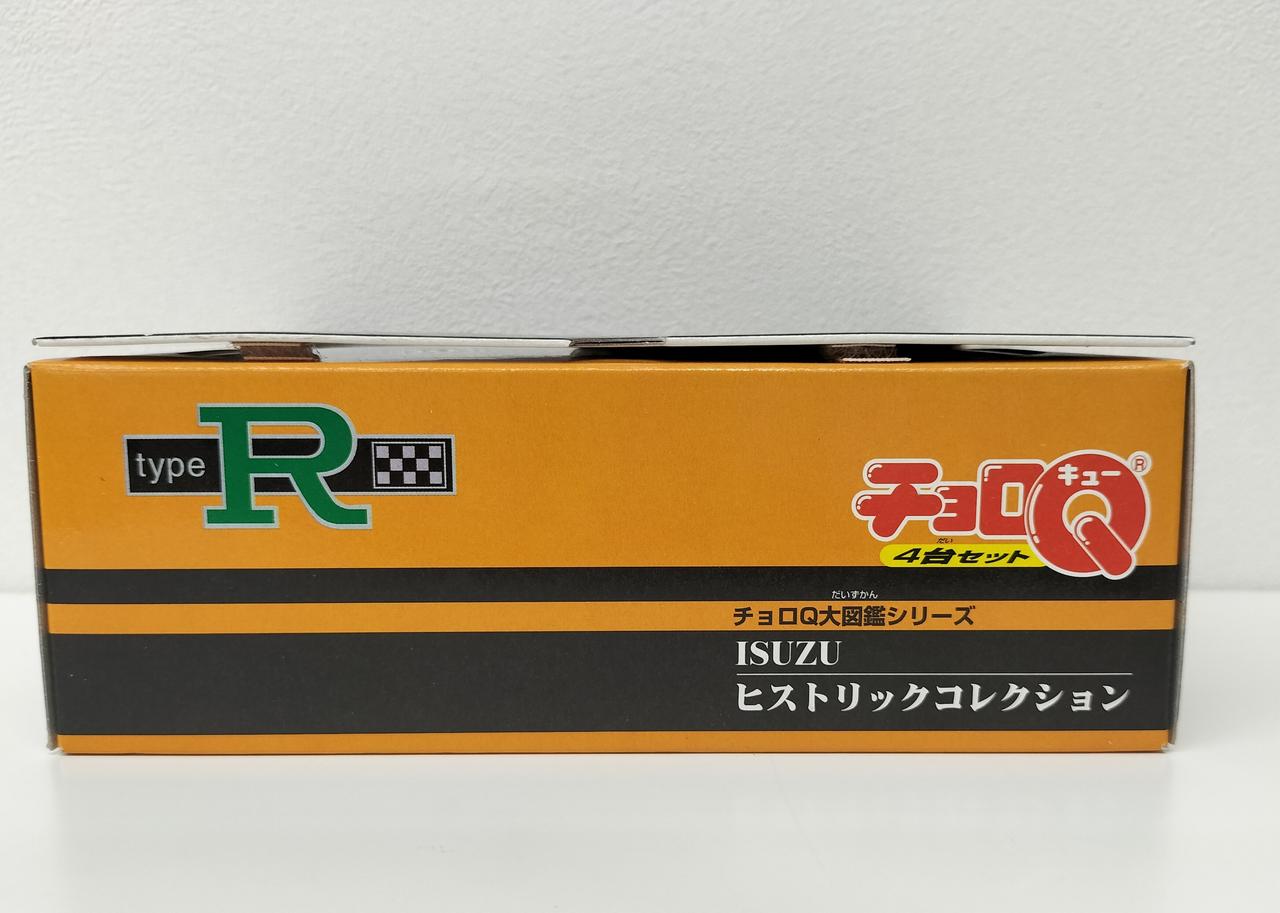 type R
チョロQ
キュー
®
だい
4台セット
だいずかん
チョロQ大図鑑シリーズ
ISUZU
ヒストリックコレクション